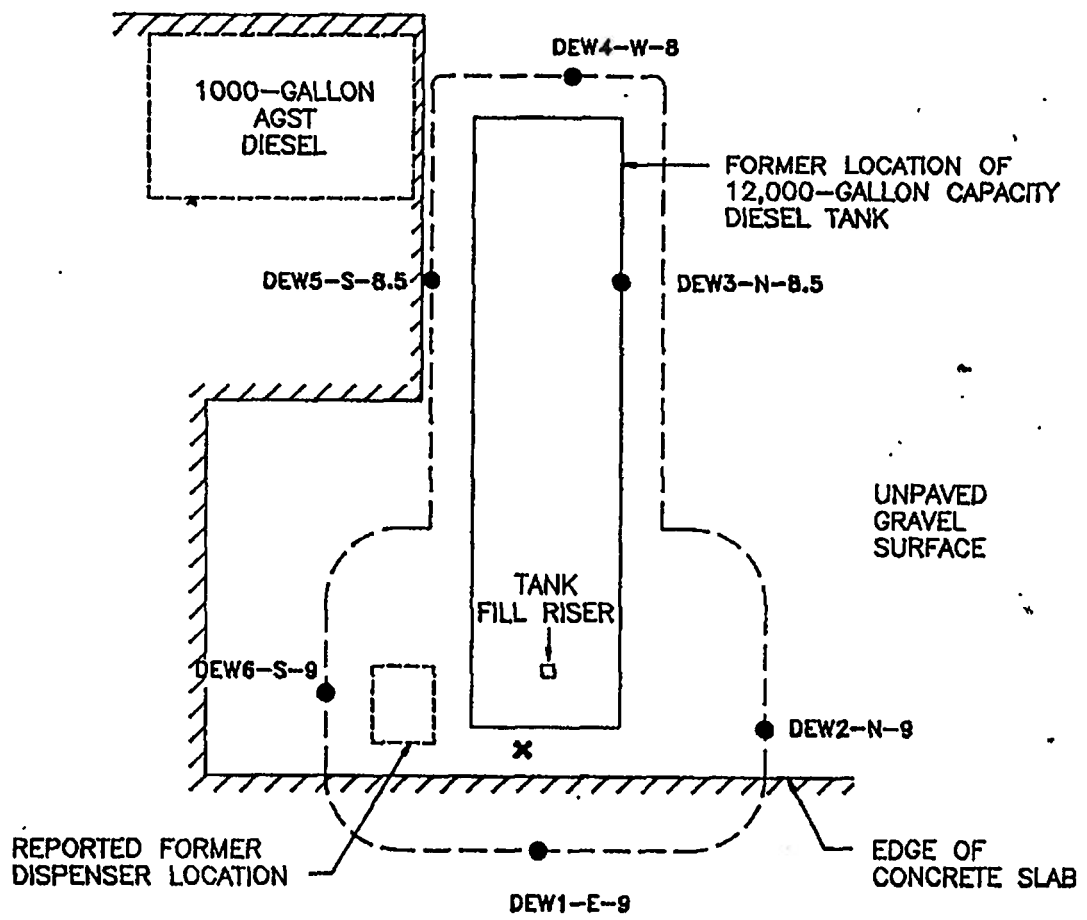 DEW4-W-8
1000-GALLON
AGST
DIESEL
FORMER LOCATION OF
12,000-GALLON CAPACITY
DIESEL TANK
DEW5-S-8.5
DEW3-N-8.5
UNPAVED
GRAVEL
SURFACE
TANK
FILL RISER
DEW6-S-9
DEW2-N-9
REPORTED FORMER
DISPENSER LOCATION
EDGE OF
CONCRETE SLAB
DEW1-E-9